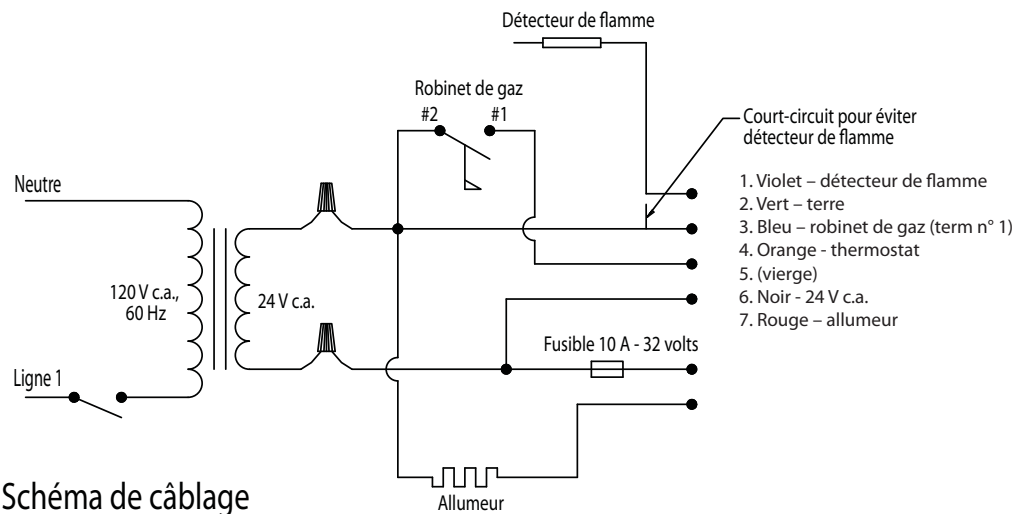 Détecteur de flamme
Robinet de gaz
#2 #1
Court-circuit pour éviter
détecteur de flamme
Neutre
1. Violet – détecteur de flamme
2. Vert – terre
3. Bleu – robinet de gaz (term n° 1)
4. Orange - thermostat
5. (vierge)
6. Noir - 24 V c.a.
7. Rouge – allumeur
120 V c.a.,
60 Hz
24 V c.a.
Fusible 10 A - 32 volts
Ligne 1
Schéma de câblage
Allumeur